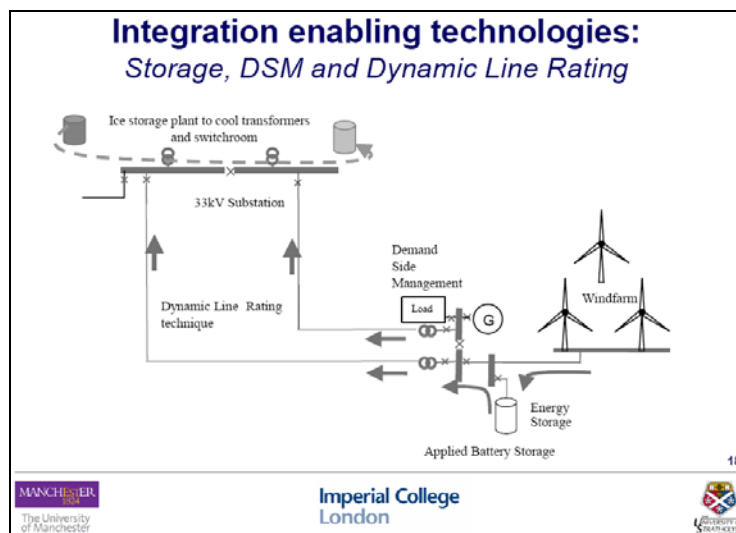 Integration enabling technologies:
Storage, DSM and Dynamic Line Rating
Ice storage plant to cool transformers
and switchroom
33kV Substation
Demand
Side
Management
Load
G
Windfarm
Dynamic Line Rating
technique
Energy
Storage
Applied Battery Storage
18
MANCHESTER
1824
The University
of Manchester
Imperial College
London